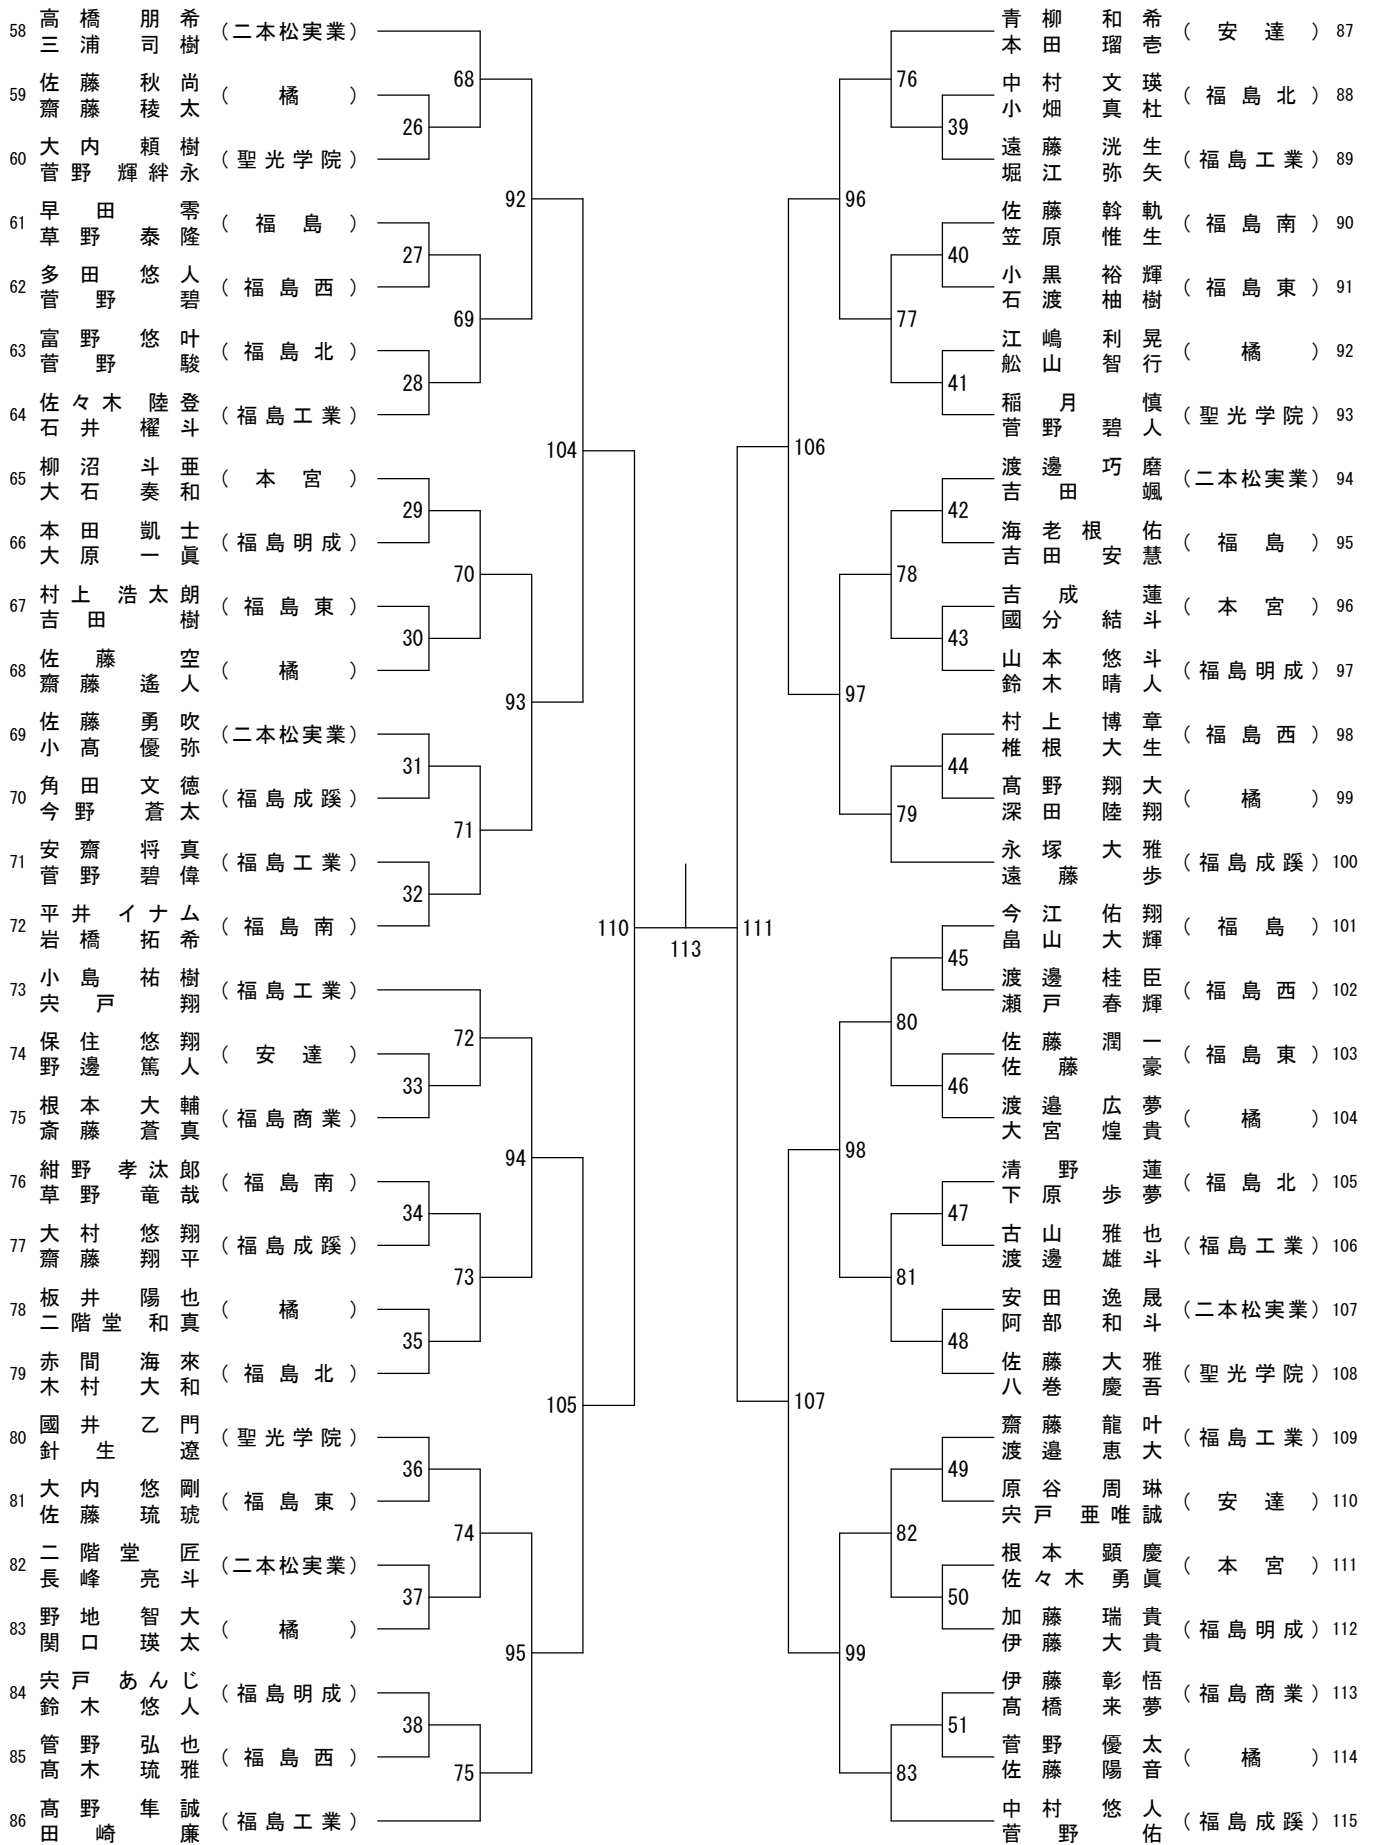 58 高橋 朋希 (二本松実業)
三浦 司樹
59 佐藤 秋尚 (橘)
齋藤 稜太
60 大内 頼樹 (聖光学院)
菅野 輝絆永
61 早田 零 (福島)
草野 泰隆
62 多田 悠人 (福島西)
菅野 碧
63 富野 悠叶 (福島北)
菅野 駿
64 佐々木 陸登 (福島工業)
石井 櫂斗
65 柳沼 斗亜 (本宮)
大石 奏和
66 本田 凱士 (福島明成)
大原 一眞
67 村上 浩太朗 (福島東)
吉田 樹
68 佐藤 空 (橘)
齋藤 遙人
69 佐藤 勇吹 (二本松実業)
小髙 優弥
70 角田 文徳 (福島成蹊)
今野 蒼太
71 安齋 将真 (福島工業)
菅野 碧偉
72 平井 イナム (福島南)
岩橋 拓希
73 小島 祐樹 (福島工業)
宍戸 翔
74 保住 悠翔 (安達)
野邊 篤人
75 根本 大輔 (福島商業)
斎藤 蒼真
76 紺野 孝汰郎 (福島南)
草野 竜哉
77 大村 悠翔 (福島成蹊)
齋藤 翔平
78 板井 陽也 (橘)
二階堂 和真
79 赤間 海來 (福島北)
木村 大和
80 國井 乙門 (聖光学院)
針生 遼
81 大内 悠剛 (福島東)
佐藤 琉琥
82 二階堂 匠 (二本松実業)
長峰 亮斗
83 野地 智大 (橘)
関口 瑛太
84 宍戸 あんじ (福島明成)
鈴木 悠人
85 管野 弘也 (福島西)
髙木 琉雅
86 髙野 隼誠 (福島工業)
田崎 廉
68
26
92
27
69
28
104
29
70
30
93
31
71
32
110
113
111
72
33
94
34
73
35
105
36
74
37
95
38
75
76
39
96
40
77
41
106
42
78
43
97
44
79
45
80
46
98
47
81
48
107
49
82
50
99
51
83
青柳 和希 (安達) 87
本田 瑠壱
中村 文瑛 (福島北) 88
小畑 真杜
遠藤 洸生 (福島工業) 89
堀江 弥矢
佐藤 斡軌 (福島南) 90
笠原 惟生
小黒 裕輝 (福島東) 91
石渡 柚樹
江嶋 利晃 (橘) 92
舩山 智行
稲月 慎 (聖光学院) 93
菅野 碧人
渡邊 巧磨 (二本松実業) 94
吉田 颯
海老根 佑 (福島) 95
吉田 安慧
吉成 蓮 (本宮) 96
國分 結斗
山本 悠斗 (福島明成) 97
鈴木 晴人
村上 博章 (福島西) 98
椎根 大生
髙野 翔大 (橘) 99
深田 陸翔
永塚 大雅 (福島成蹊) 100
遠藤 歩
今江 佑翔 (福島) 101
畠山 大輝
渡邊 桂臣 (福島西) 102
瀬戸 春輝
佐藤 潤一 (福島東) 103
佐藤 豪
渡邉 広夢 (橘) 104
大宮 煌貴
清野 蓮 (福島北) 105
下原 歩夢
古山 雅也 (福島工業) 106
渡邊 雄斗
安田 逸晟 (二本松実業) 107
阿部 和斗
佐藤 大雅 (聖光学院) 108
八巻 慶吾
齋藤 龍叶 (福島工業) 109
渡邉 恵大
原谷 周琳 (安達) 110
宍戸 亜唯誠
根本 顕慶 (本宮) 111
佐々木 勇眞
加藤 瑞貴 (福島明成) 112
伊藤 大貴
伊藤 彰悟 (福島商業) 113
髙橋 来夢
菅野 優太 (橘) 114
佐藤 陽音
中村 悠人 (福島成蹊) 115
菅野 佑